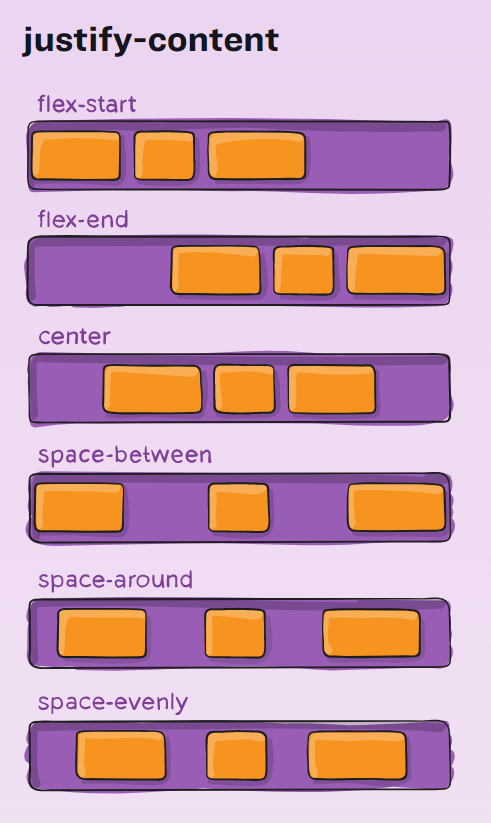 justify-content
flex-start
flex-end
center
space-between
space-around
space-evenly